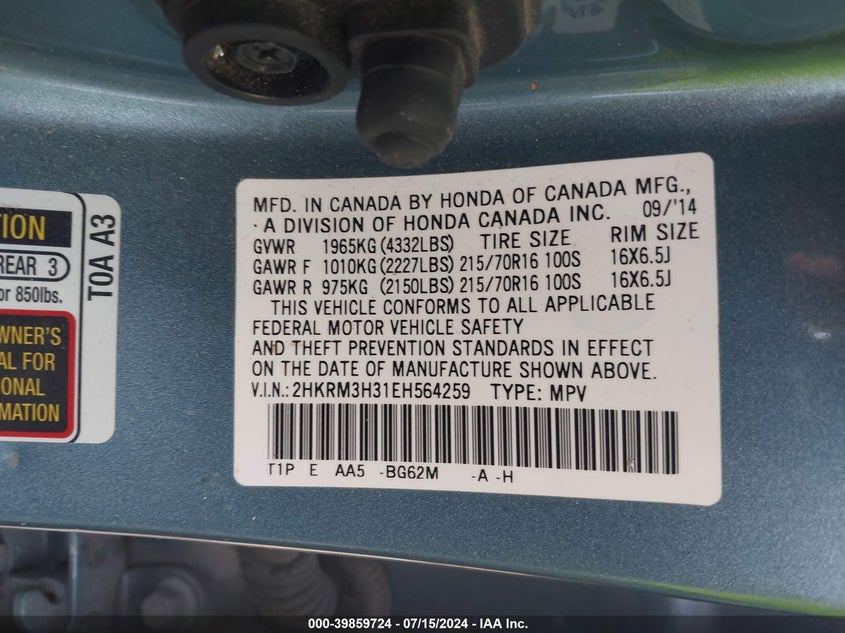 MFD. IN CANADA BY HONDA OF CANADA MFG.,
A DIVISION OF HONDA CANADA INC. 09/'14
GVWR 1965KG (4332LBS) TIRE SIZE RIM SIZE
GAWR F 1010KG (2227LBS) 215/70R16 100S 16X6.5J
GAWR R 975KG (2150LBS) 215/70R16 100S 16X6.5J
THIS VEHICLE CONFORMS TO ALL APPLICABLE
FEDERAL MOTOR VEHICLE SAFETY
AND THEFT PREVENTION STANDARDS IN EFFECT
ON THE DATE OF MANUFACTURE SHOWN ABOVE.
V.I.N.: 2HKRM3H31EH564259 TYPE: MPV
T1P E AA5 -BG62M -A -H
TION
REAR 3
or 850lbs.
WNER'S
AL FOR
IONAL
MATION
T0A A3
000-39859724 - 07/15/2024 - IAA Inc.